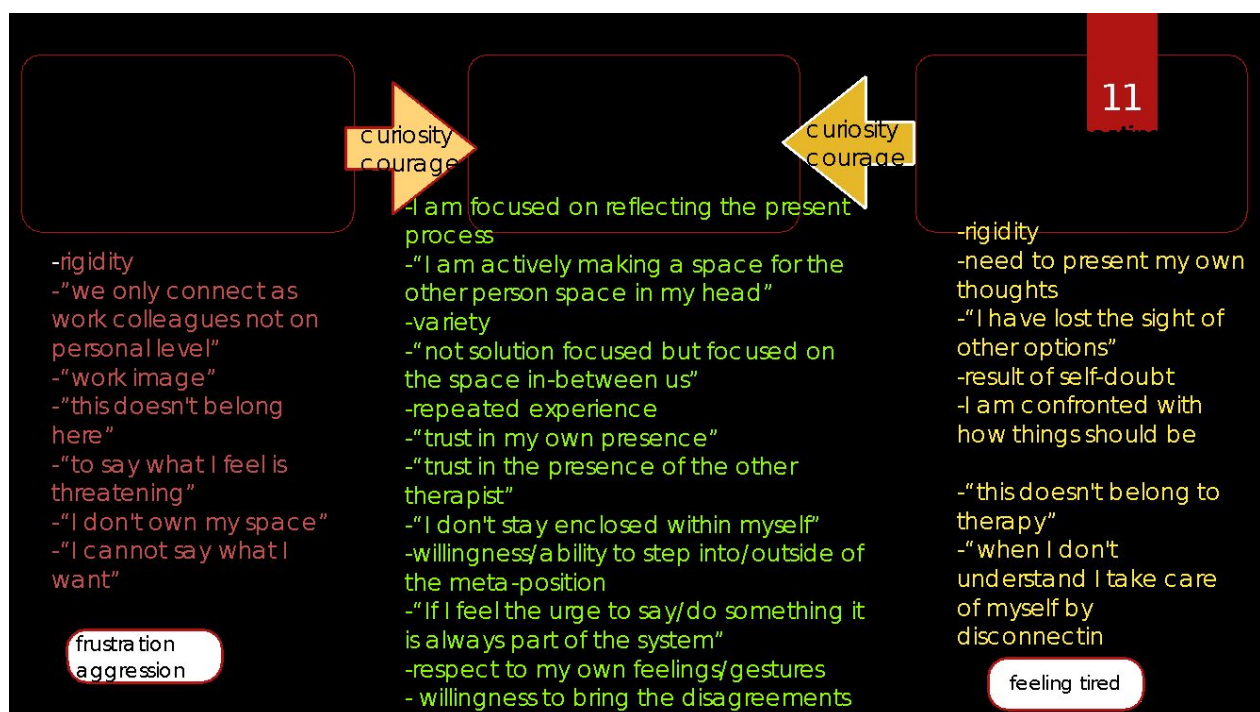 11
curiosity
courage
curiosity
courage
-rigidity
-”we only connect as
work colleagues not on
personal level”
-“work image”
-”this doesn't belong
here”
-“to say what I feel is
threatening”
-“I don't own my space”
-“I cannot say what I
want”
frustration
aggression
-I am focused on reflecting the present
process
-“I am actively making a space for the
other person space in my head”
-variety
-“not solution focused but focused on
the space in-between us”
-repeated experience
-“trust in my own presence”
-“trust in the presence of the other
therapist”
-“I don't stay enclosed within myself”
-willingness/ability to step into/outside of
the meta-position
-“If I feel the urge to say/do something it
is always part of the system”
-respect to my own feelings/gestures
- willingness to bring the disagreements
-rigidity
-need to present my own
thoughts
-“I have lost the sight of
other options”
-result of self-doubt
-I am confronted with
how things should be
-“this doesn't belong to
therapy”
-“when I don't
understand I take care
of myself by
disconnectin
feeling tired